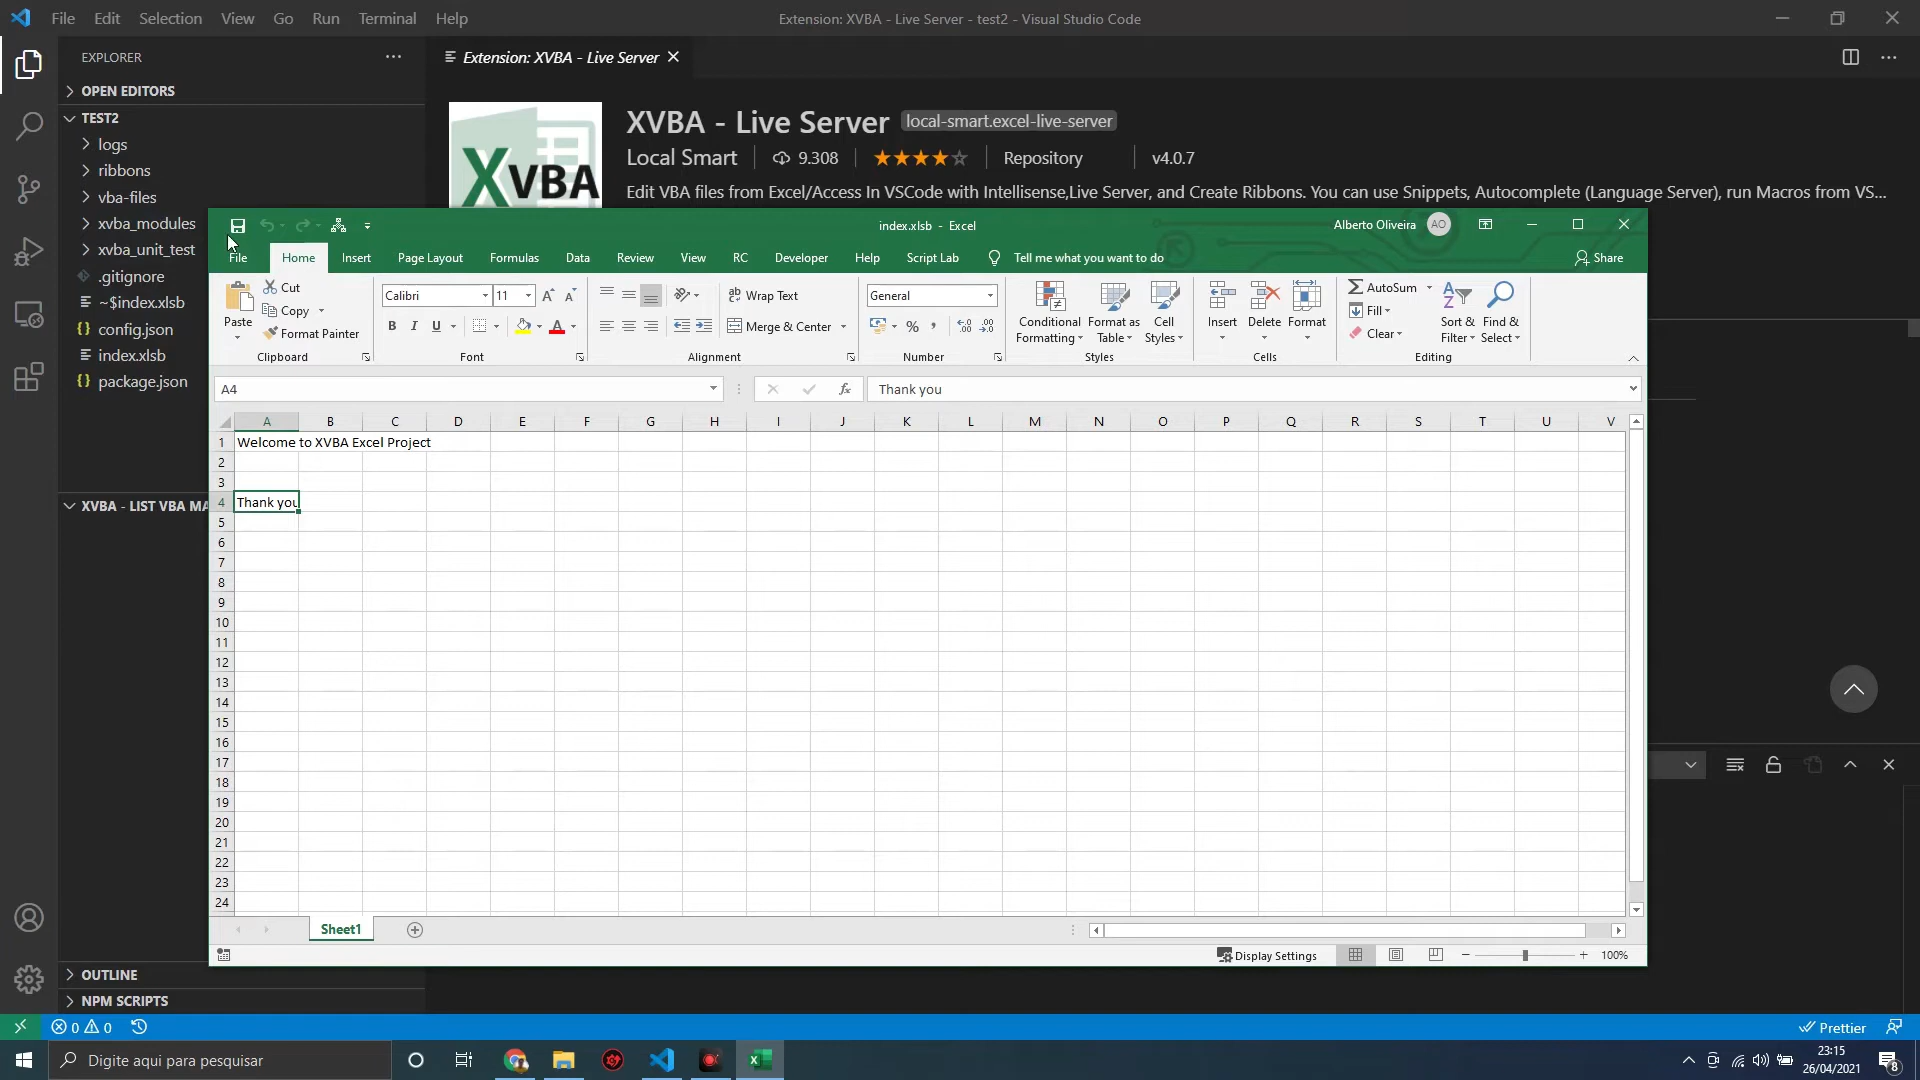 File Edit Selection View Go Run Terminal Help
Extension: XVBA - Live Server - test2 - Visual Studio Code
EXPLORER
OPEN EDITORS
TEST2
logs
ribbons
vba-files
xvba_modules
xvba_unit_test
.gitignore
~$index.xlsb
{} config.json
index.xlsb
{} package.json
XVBA - LIST VBA MA
OUTLINE
NPM SCRIPTS
Extension: XVBA - Live Server
XVBA
XVBA - Live Server local-smart.excel-live-server
Local Smart 9.308 Repository v4.0.7
Edit VBA files from Excel/Access In VSCode with Intellisense,Live Server, and Create Ribbons. You can use Snippets, Autocomplete (Language Server), run Macros from VS...
index.xlsb - Excel
Alberto Oliveira AO
File Home Insert Page Layout Formulas Data Review View RC Developer Help Script Lab Tell me what you want to do Share
Paste
Cut
Copy
Format Painter
Clipboard
Calibri 11
B I U
Font
Wrap Text
Merge & Center
Alignment
General
Number
Conditional Formatting
Format as Table
Cell Styles
Styles
Insert Delete Format
Cells
AutoSum
Fill
Clear
Sort & Filter
Find & Select
Editing
A4
fx
Thank you
A B C D E F G H I J K L M N O P Q R S T U V
1 Welcome to XVBA Excel Project
2
3
4 Thank you
5
6
7
8
9
10
11
12
13
14
15
16
17
18
19
20
21
22
23
24
Sheet1
Display Settings
100%
0 0
Prettier
Digite aqui para pesquisar
23:15
26/04/2021
8